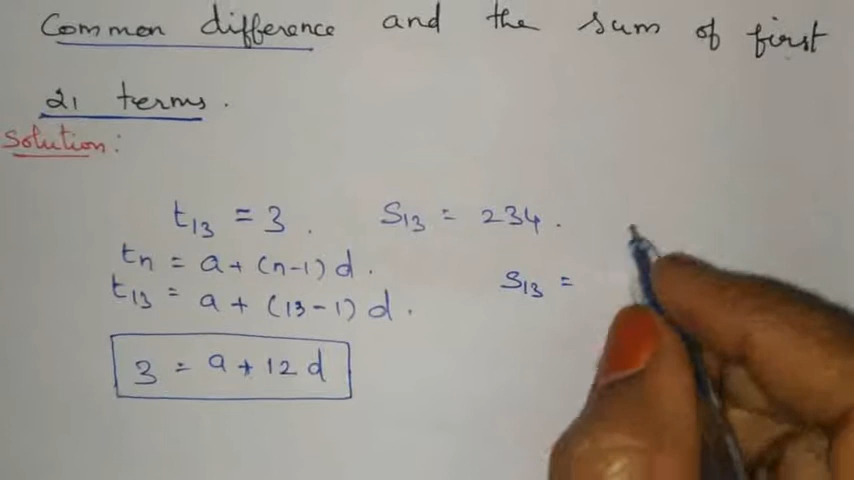 Common difference and the sum of first
21 terms.
Solution:
t13 = 3. S13 = 234.
tn = a + (n-1) d.
t13 = a + (13-1) d.
S13 =
3 = a + 12 d